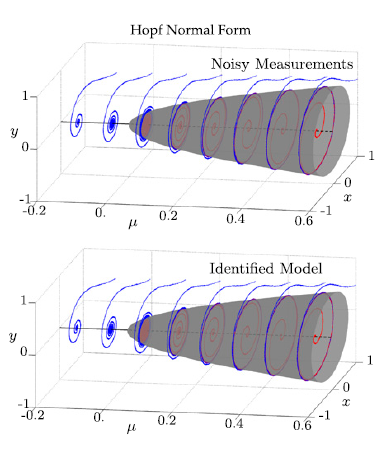 Hopf Normal Form
Noisy Measurements
1
y
0
-1
-0.2
0.
0.2
0.4
0.6
μ
-1
0
x
1
Identified Model
1
y
0
-1
-0.2
0
0.2
0.4
0.6
μ
-1
0
x
1